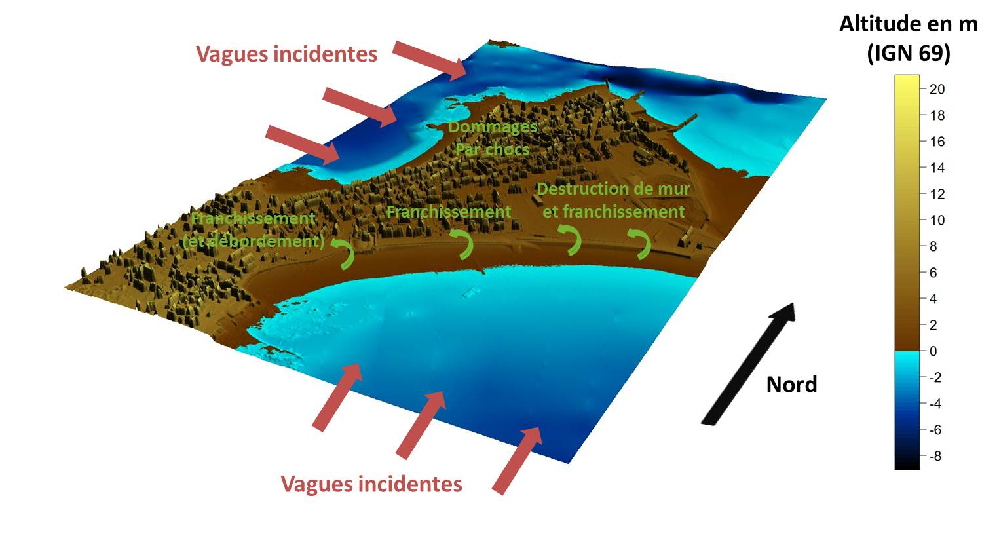 Altitude en m
(IGN 69)
Vagues incidentes
20
18
16
14
12
10
8
6
4
2
0
-2
-4
-6
-8
Dommages
Par chocs
Destruction de mur
et franchissement
Franchissement
Franchissement
(et débordement)
Nord
Vagues incidentes